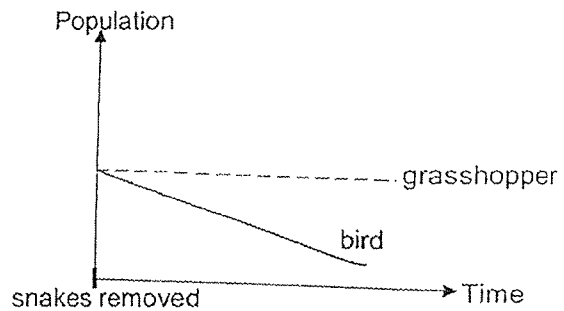 Population
grasshopper
bird
Time
snakes removed